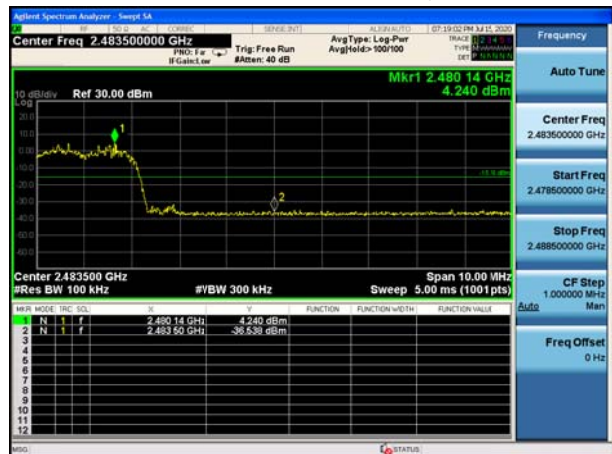 Agilent Spectrum Analyzer - Swept SA
RF 50 Ω AC CORREC SENSE:INT ALIGN AUTO 07:19:02 PM Jul 15, 2020
Center Freq 2.483500000 GHz
PNO: Far
IFGain:Low
Trig: Free Run
#Atten: 40 dB
Avg Type: Log-Pwr
Avg|Hold:> 100/100
TRACE
TYPE
DET
Frequency
Mkr1 2.480 14 GHz
4.240 dBm
10 dB/div Ref 30.00 dBm
Log
20.0
10.0
0.00
-10.0
-20.0
1
2
Center 2.483500 GHz
#Res BW 100 kHz
#VBW 300 kHz
Span 10.00 MHz
Sweep 5.00 ms (1001 pts)
MKR MODE TRC SCL X Y FUNCTION FUNCTION WIDTH FUNCTION VALUE
1 N 1 f 2.480 14 GHz 4.240 dBm
2 N 1 f 2.483 50 GHz -36.538 dBm
3
4
5
6
7
8
9
10
11
12
MSG STATUS
Auto Tune
Center Freq
2.483500000 GHz
Start Freq
2.478500000 GHz
Stop Freq
2.488500000 GHz
CF Step
1.000000 MHz
Auto Man
Freq Offset
0 Hz